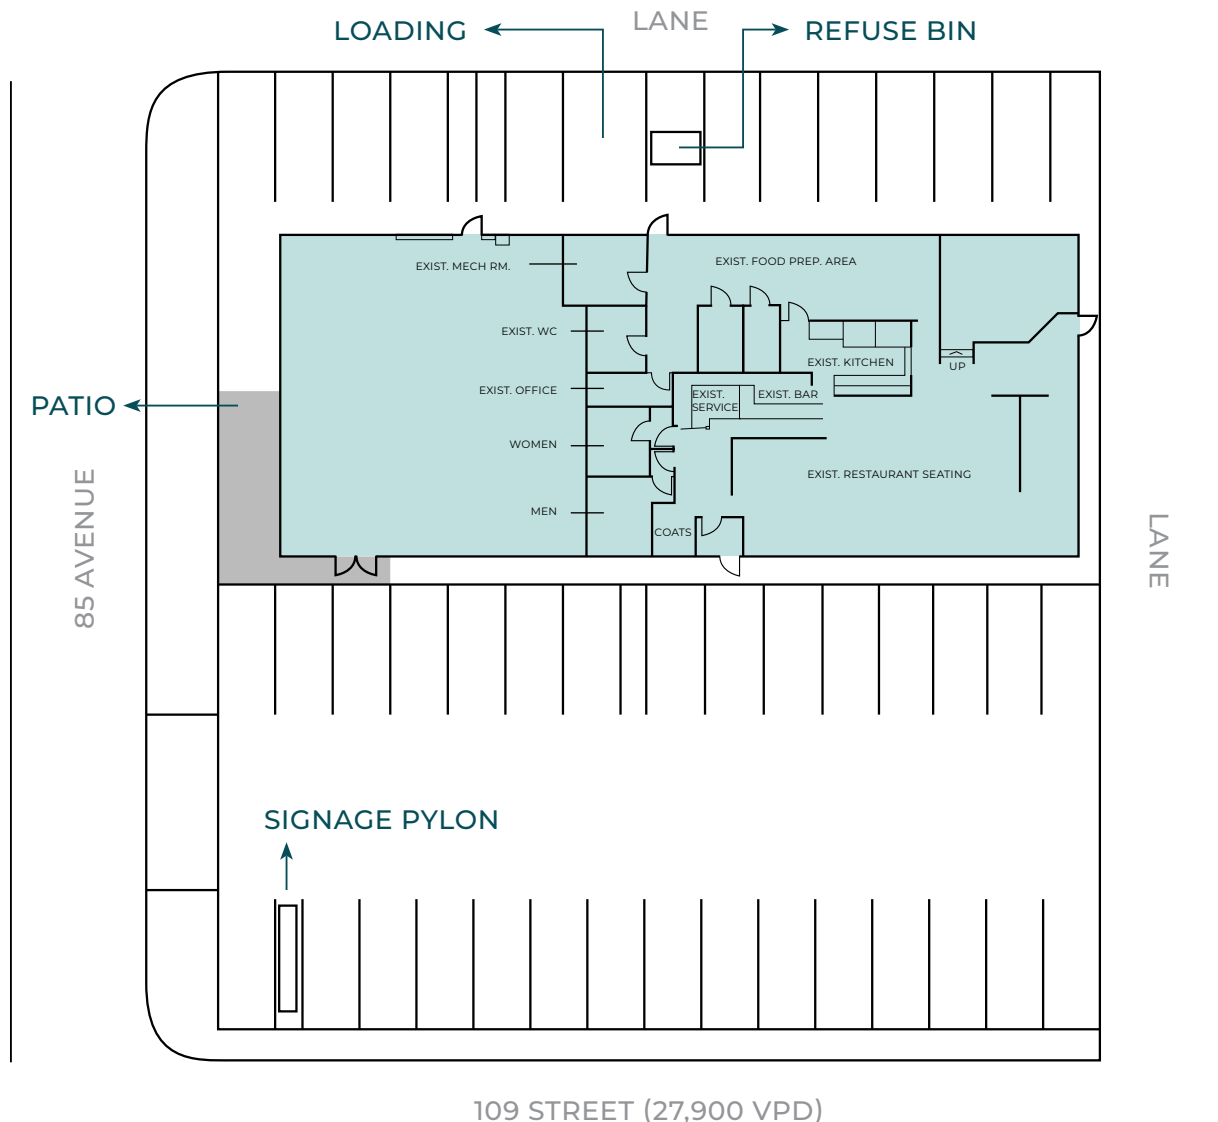 LANE
LOADING
REFUSE BIN
EXIST. MECH RM.
EXIST. FOOD PREP. AREA
EXIST. WC
EXIST. KITCHEN
UP
EXIST. OFFICE
EXIST.
SERVICE
EXIST. BAR
PATIO
WOMEN
EXIST. RESTAURANT SEATING
MEN
COATS
85 AVENUE
LANE
SIGNAGE PYLON
109 STREET (27,900 VPD)